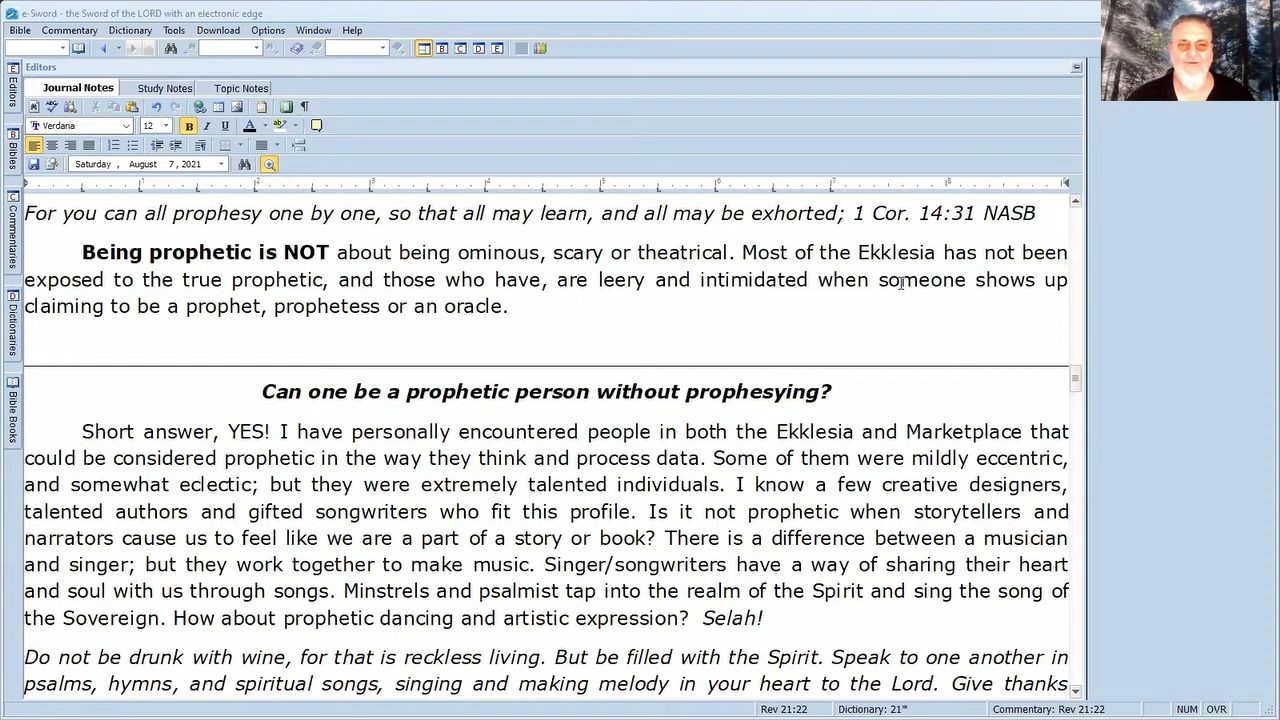 e-Sword - the Sword of the LORD with an electronic edge
Bible Commentary Dictionary Tools Download Options Window Help
Editors
Journal Notes Study Notes Topic Notes
Verdana 12 B I U A
Saturday , August 7 , 2021
1 2 3 4 5 6 7 8
For you can all prophesy one by one, so that all may learn, and all may be exhorted; 1 Cor. 14:31 NASB
Being prophetic is NOT about being ominous, scary or theatrical. Most of the Ekklesia has not been
exposed to the true prophetic, and those who have, are leery and intimidated when someone shows up
claiming to be a prophet, prophetess or an oracle.
Can one be a prophetic person without prophesying?
Short answer, YES! I have personally encountered people in both the Ekklesia and Marketplace that
could be considered prophetic in the way they think and process data. Some of them were mildly eccentric,
and somewhat eclectic; but they were extremely talented individuals. I know a few creative designers,
talented authors and gifted songwriters who fit this profile. Is it not prophetic when storytellers and
narrators cause us to feel like we are a part of a story or book? There is a difference between a musician
and singer; but they work together to make music. Singer/songwriters have a way of sharing their heart
and soul with us through songs. Minstrels and psalmist tap into the realm of the Spirit and sing the song of
the Sovereign. How about prophetic dancing and artistic expression? Selah!
Do not be drunk with wine, for that is reckless living. But be filled with the Spirit. Speak to one another in
psalms, hymns, and spiritual songs, singing and making melody in your heart to the Lord. Give thanks
E Editors
B Bibles
C Commentaries
D Dictionaries
Bible Books
Rev 21:22 Dictionary: 21* Commentary: Rev 21:22 NUM OVR